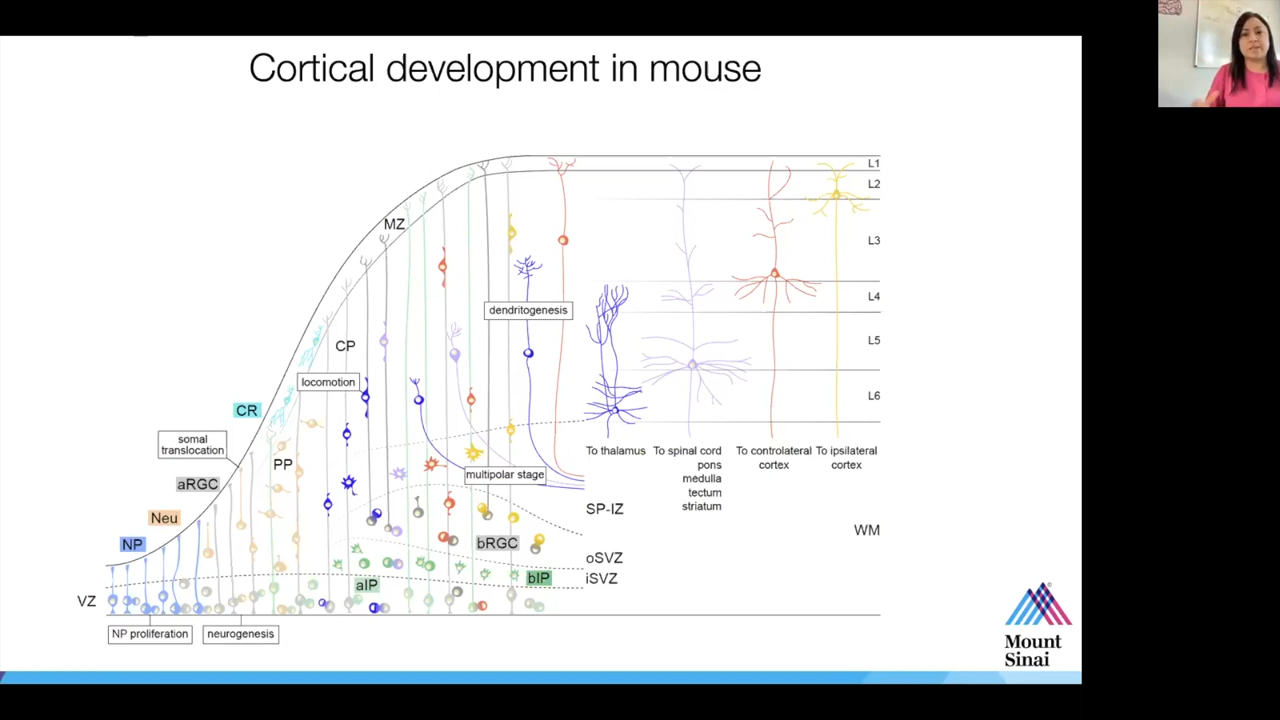 Cortical development in mouse
L1
L2
MZ
L3
L4
dendritogenesis
CP
L5
locomotion
L6
CR
somal
translocation
PP
To thalamus
To spinal cord
pons
medulla
tectum
striatum
To controlateral
cortex
To ipsilateral
cortex
aRGC
multipolar stage
Neu
SP-IZ
WM
NP
bRGC
oSVZ
iSVZ
aIP
bIP
VZ
NP proliferation
neurogenesis
Mount
Sinai